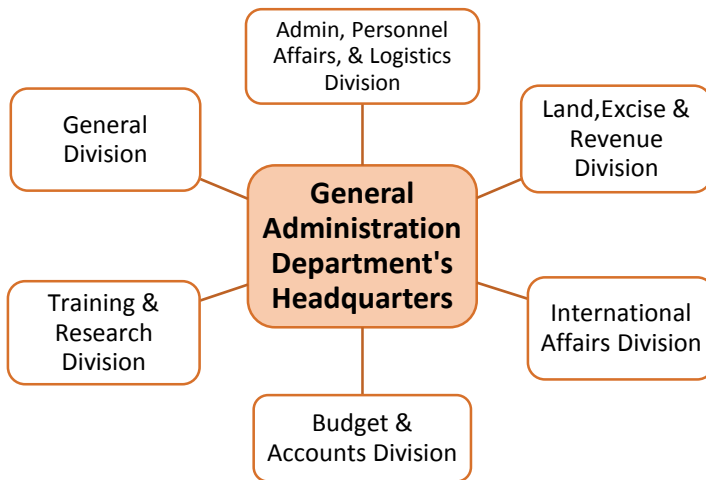 Admin, Personnel
Affairs, & Logistics
Division
General
Division
Land,Excise &
Revenue
Division
General
Administration
Department's
Headquarters
Training &
Research
Division
International
Affairs Division
Budget &
Accounts Division